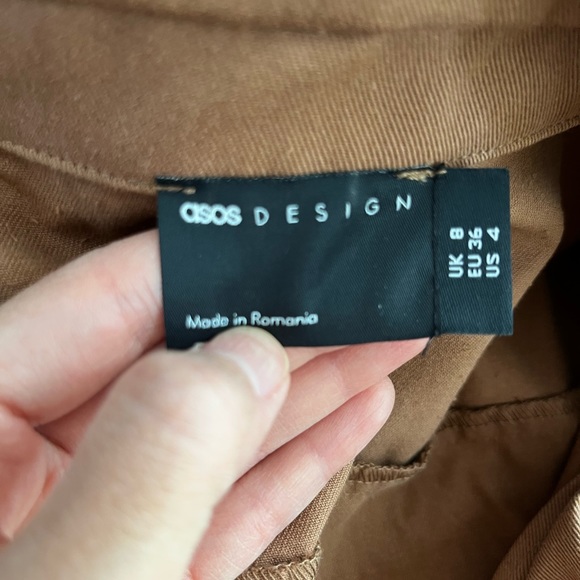 asos DESIGN
Made in Romania
UK 8
EU 36
US 4